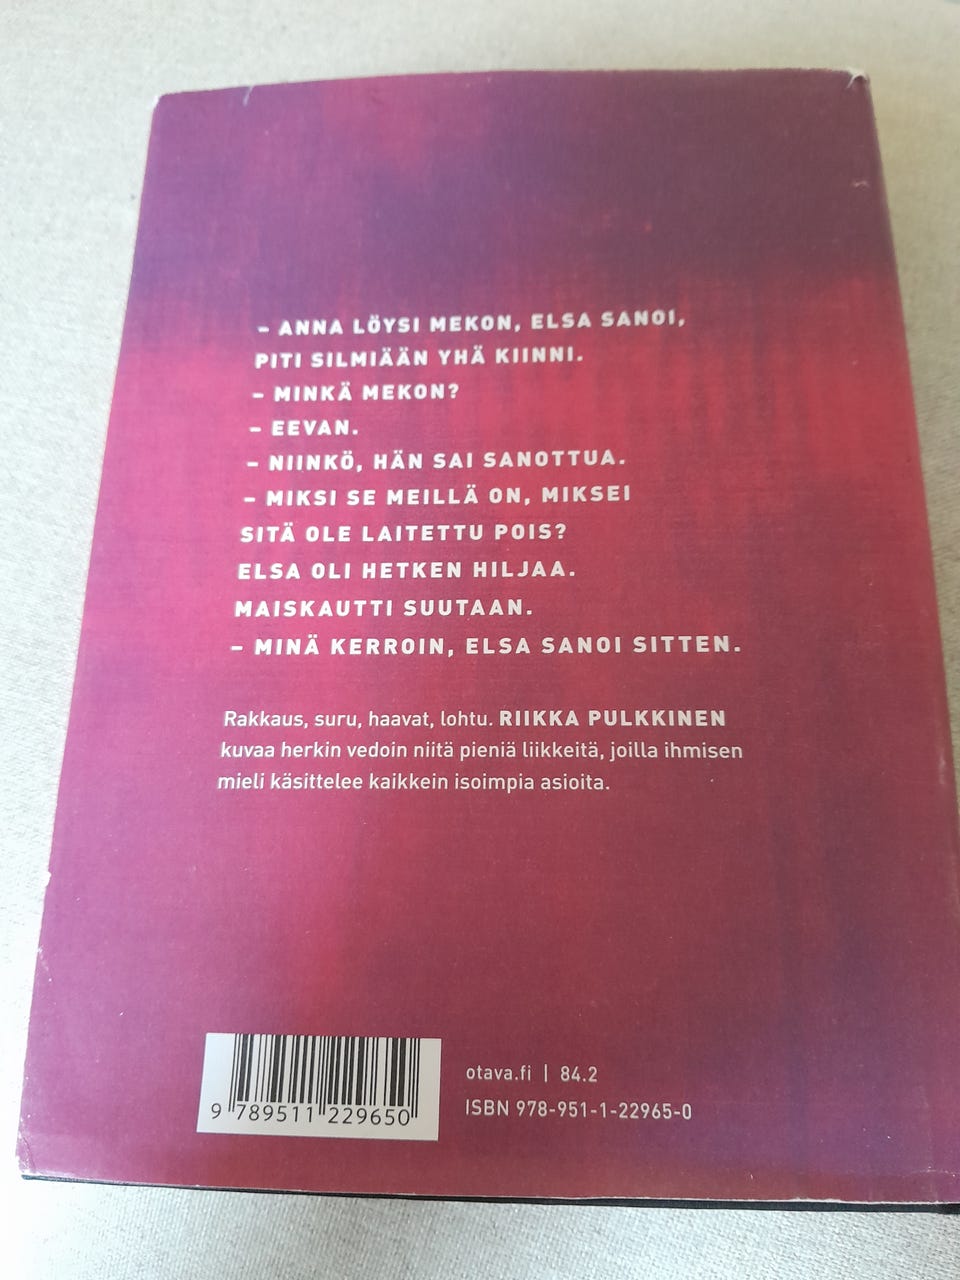 – ANNA LÖYSI MEKON, ELSA SANOI,
PITI SILMIÄÄN YHÄ KIINNI.
– MINKÄ MEKON?
– EEVAN.
– NIINKÖ, HÄN SAI SANOTTUA.
– MIKSI SE MEILLÄ ON, MIKSEI
SITÄ OLE LAITETTU POIS?
ELSA OLI HETKEN HILJAA.
MAISKAUTTI SUUTAAN.
– MINÄ KERROIN, ELSA SANOI SITTEN.
Rakkaus, suru, haavat, lohtu. RIIKKA PULKKINEN
kuvaa herkin vedoin niitä pieniä liikkeitä, joilla ihmisen
mieli käsittelee kaikkein isoimpia asioita.
otava.fi | 84.2
ISBN 978-951-1-22965-0
9 789511 229650